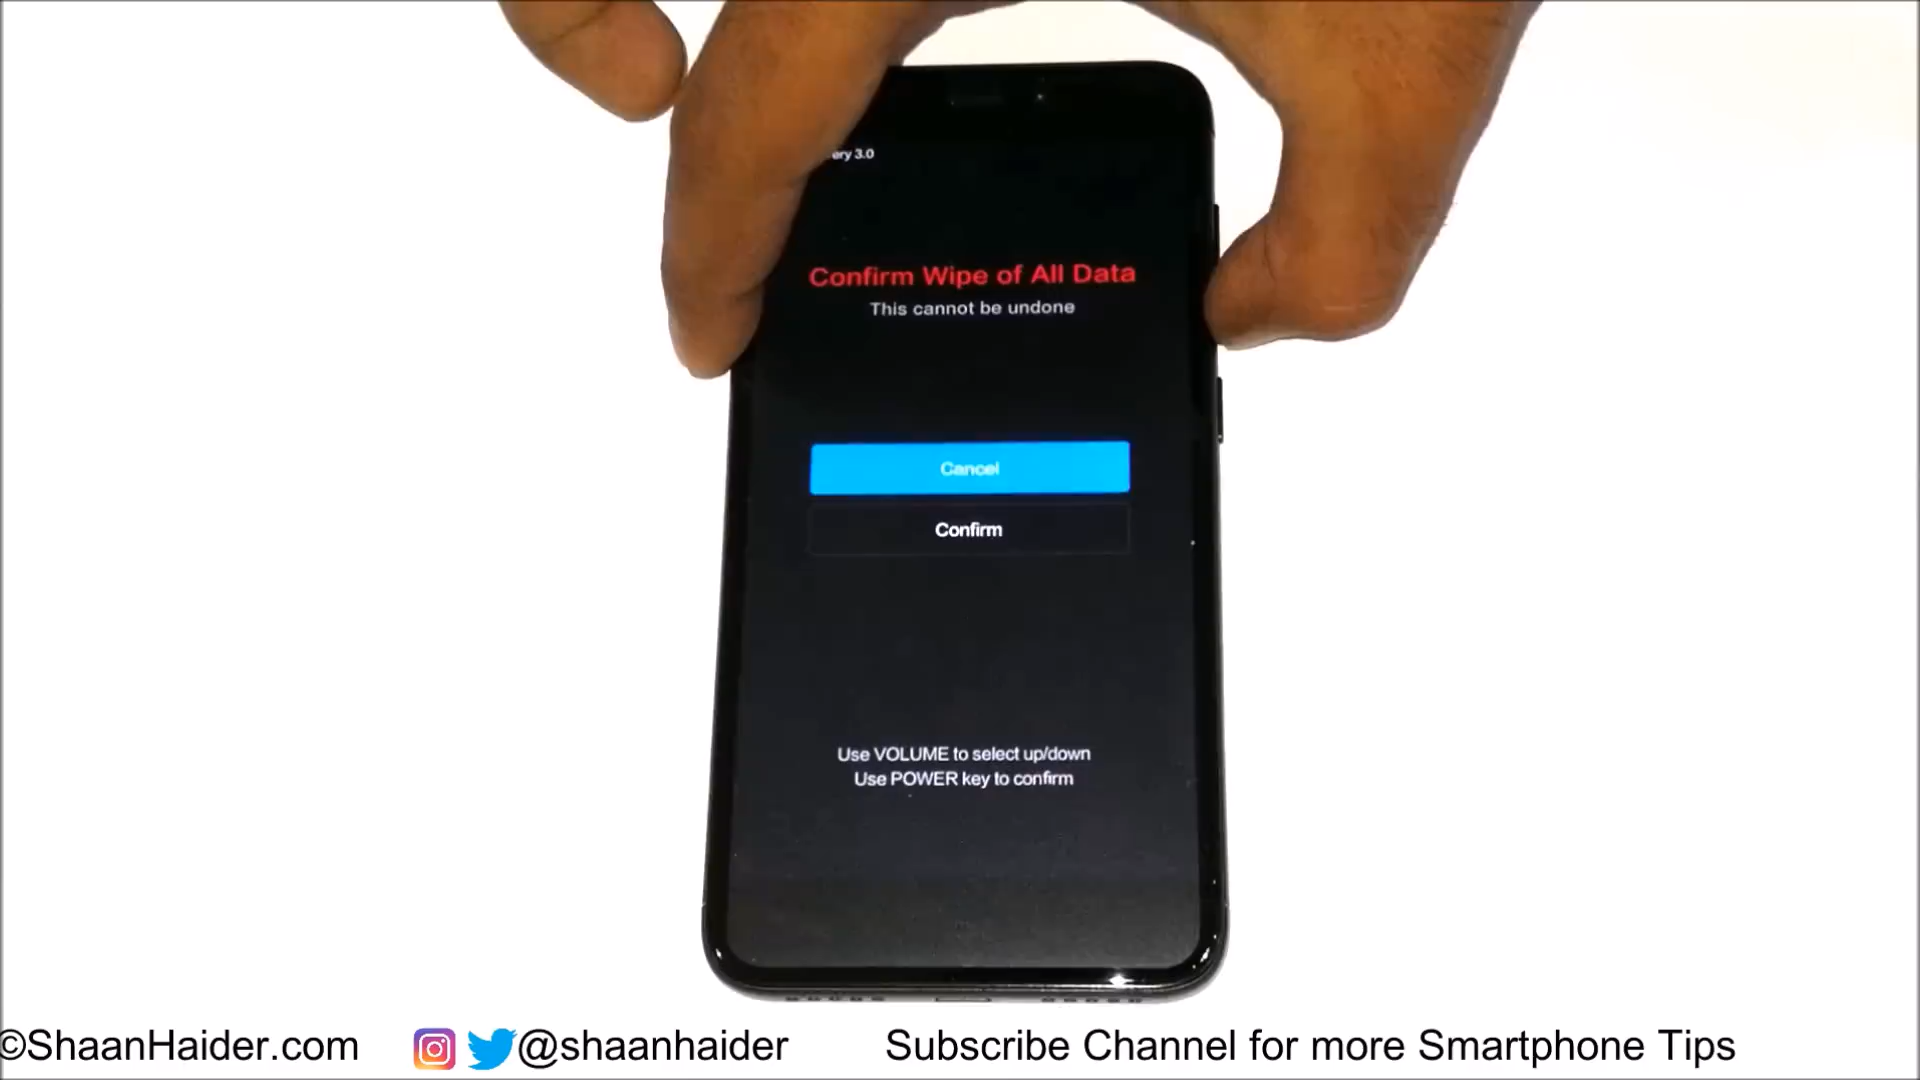 3.0
Confirm Wipe of All Data
This cannot be undone
Cancel
Confirm
Use VOLUME to select up/down
Use POWER key to confirm
©ShaanHaider.com @shaanhaider Subscribe Channel for more Smartphone Tips